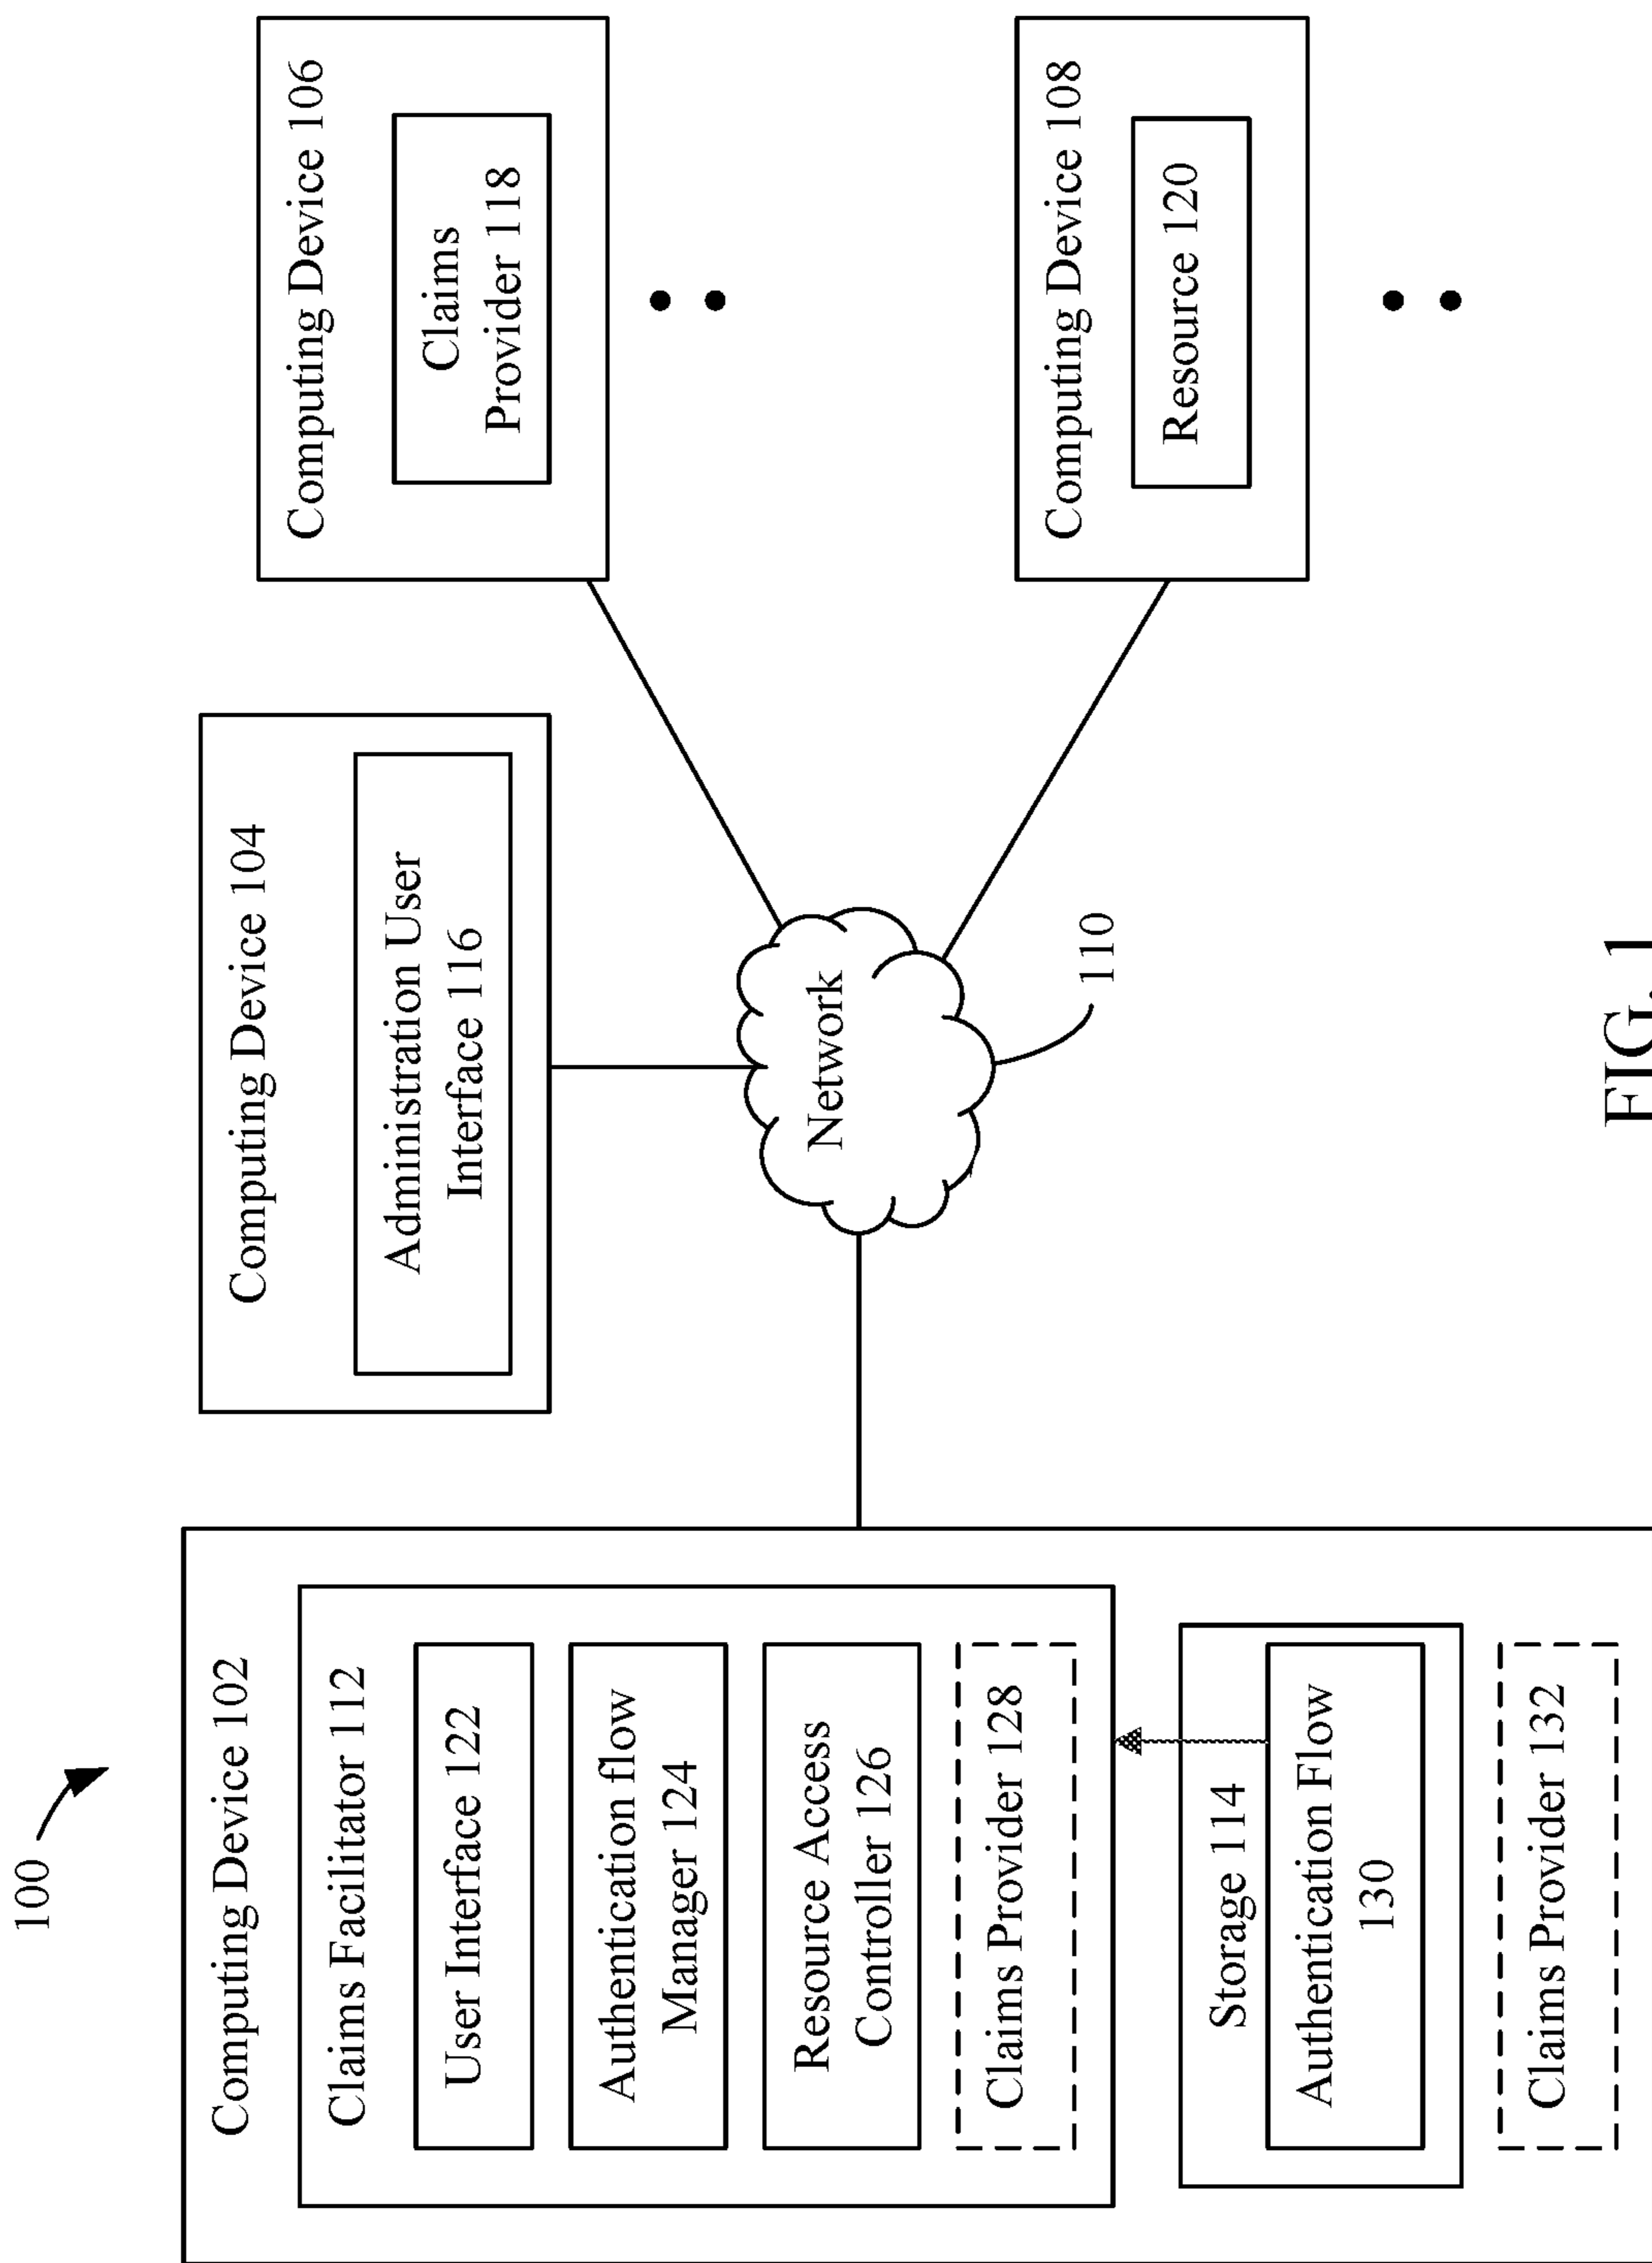 100
Computing Device 102
Claims Facilitator 112
User Interface 122
Authentication flow
Manager 124
Resource Access
Controller 126
Claims Provider 128
Storage 114
Authentication Flow
130
Claims Provider 132
Computing Device 104
Administration User
Interface 116
Network
110
Computing Device 106
Claims
Provider 118
Computing Device 108
Resource 120
FIG. 1